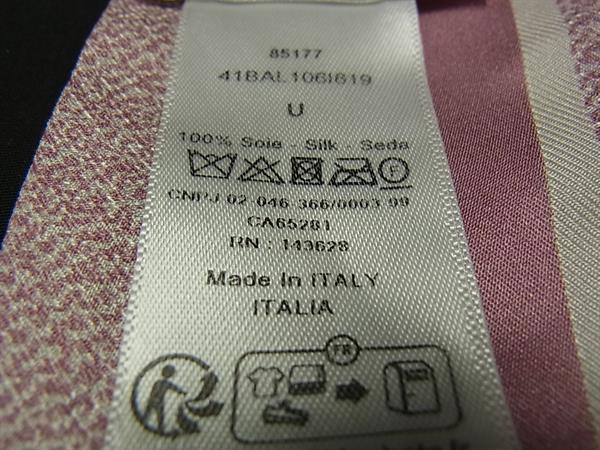 85177
41BAL106I619
U
100% Soie - Silk - Seda
CNPJ 02 046 366/0003 99
CA65281
RN : 143628
Made In ITALY
ITALIA
FR